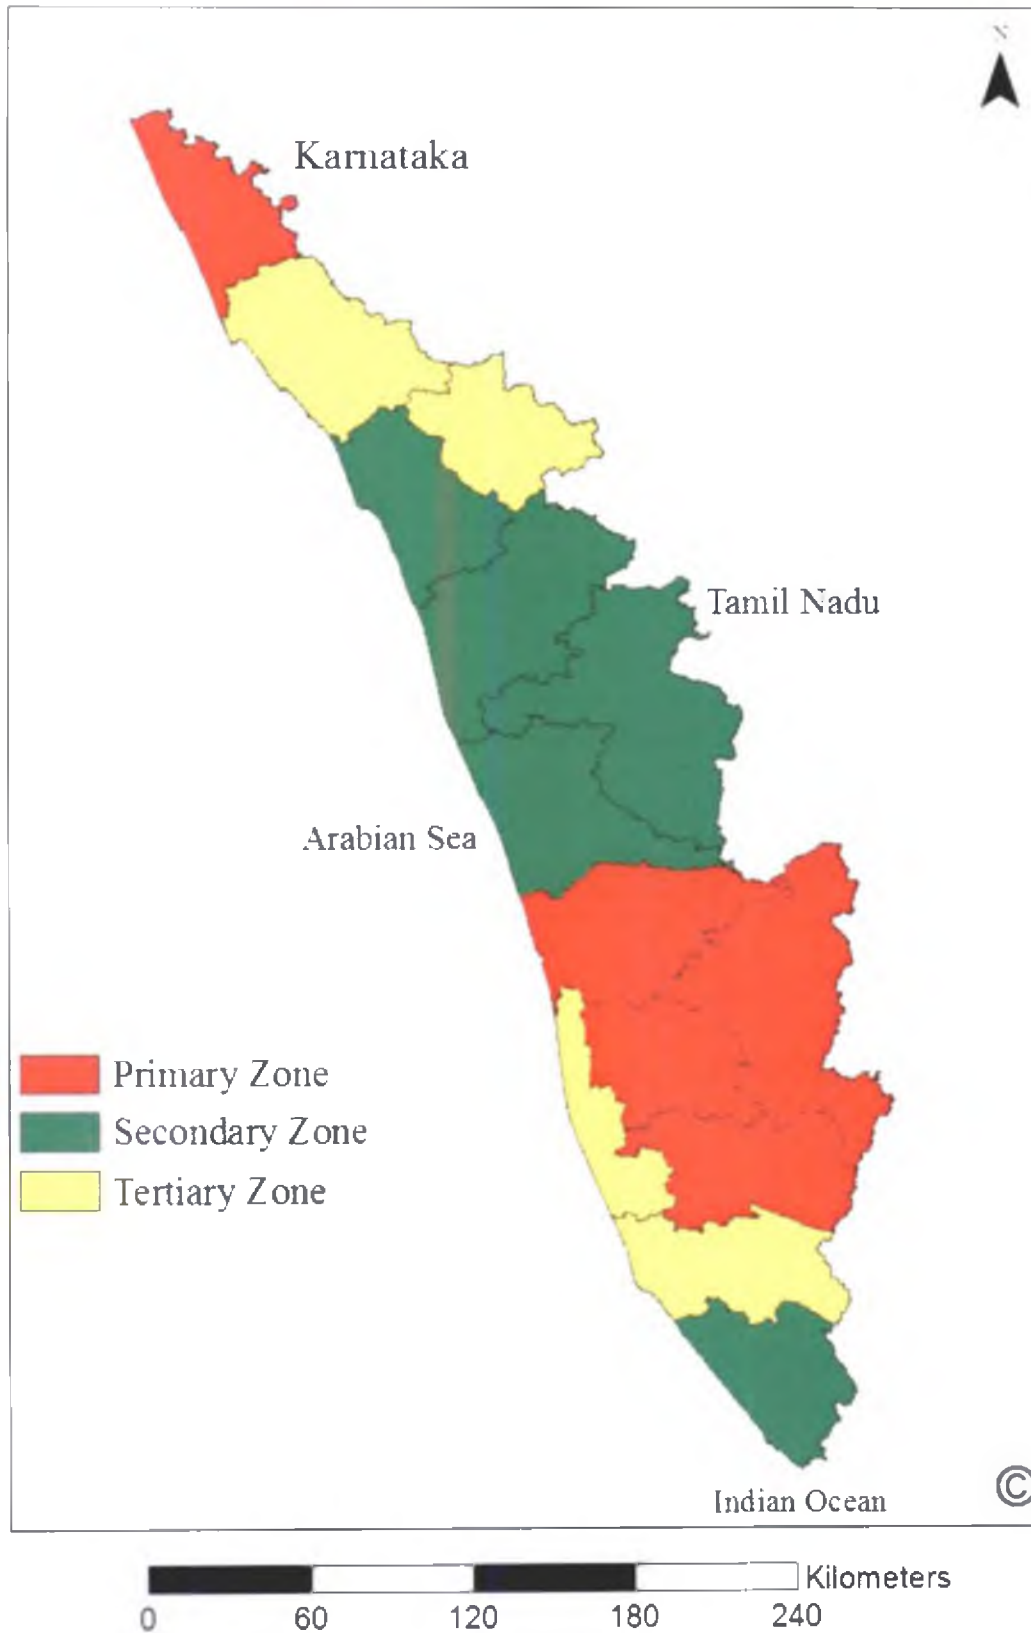 N
Karnataka
Tamil Nadu
Arabian Sea
Primary Zone
Secondary Zone
Tertiary Zone
Indian Ocean
©
Kilometers
0 60 120 180 240